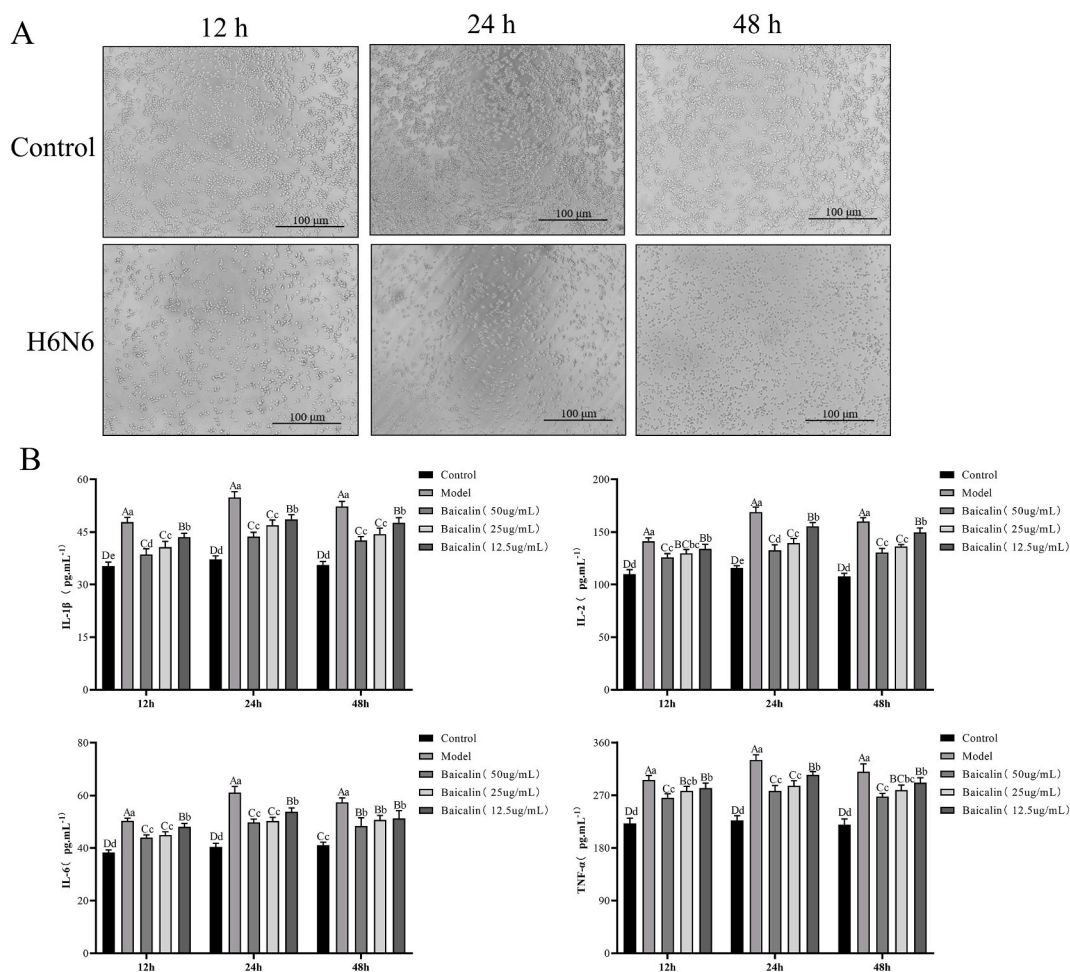 A
12 h
24 h
48 h
Control
100 μm
100 μm
100 μm
H6N6
100 μm
100 μm
100 μm
B
IL-1β ( pg.mL-1)
60
45
30
15
0
De
Aa
Cd
Cc
Bb
Dd
Aa
Cc
Cc
Bb
Dd
Aa
Cc
Cc
Bb
12h
24h
48h
Control
Model
Baicalin ( 50ug/mL)
Baicalin ( 25ug/mL)
Baicalin ( 12.5ug/mL)
IL-2( pg.mL-1)
200
150
100
50
0
Dd
Aa
Cc
BCbc
Bb
De
Aa
Cd
Cc
Bb
Dd
Aa
Cc
Cc
Bb
12h
24h
48h
Control
Model
Baicalin ( 50ug/mL)
Baicalin ( 25ug/mL)
Baicalin ( 12.5ug/mL)
IL-6( pg.mL-1)
80
60
40
20
0
Dd
Aa
Cc
Cc
Bb
Dd
Aa
Cc
Cc
Bb
Cc
Aa
Bb
Bb
Bb
12h
24h
48h
Control
Model
Baicalin ( 50ug/mL)
Baicalin ( 25ug/mL)
Baicalin ( 12.5ug/mL)
TNF-α( pg.mL-1)
360
270
180
90
0
Dd
Aa
Cc
Bcb
Bb
Dd
Aa
Cc
Cc
Bb
Dd
Aa
Cc
BCbc
Bb
12h
24h
48h
Control
Model
Baicalin ( 50ug/mL)
Baicalin ( 25ug/mL)
Baicalin ( 12.5ug/mL)